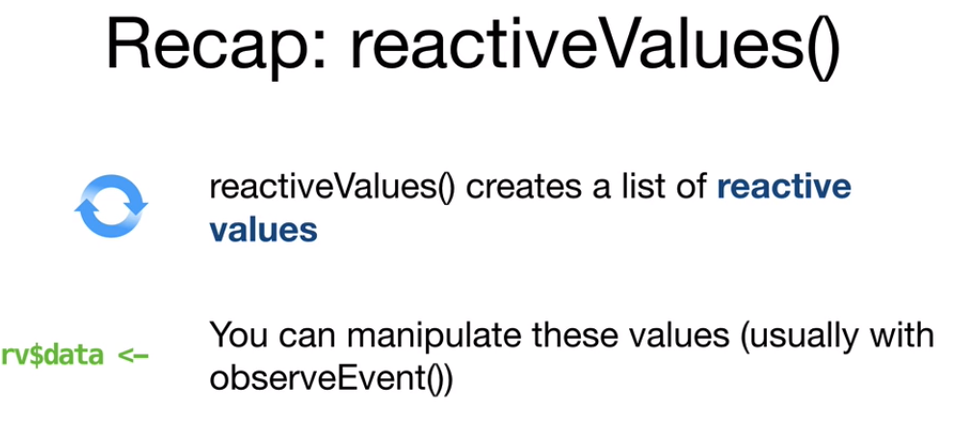 Recap: reactiveValues()
reactiveValues() creates a list of reactive
values
rv$data <-
You can manipulate these values (usually with
observeEvent())